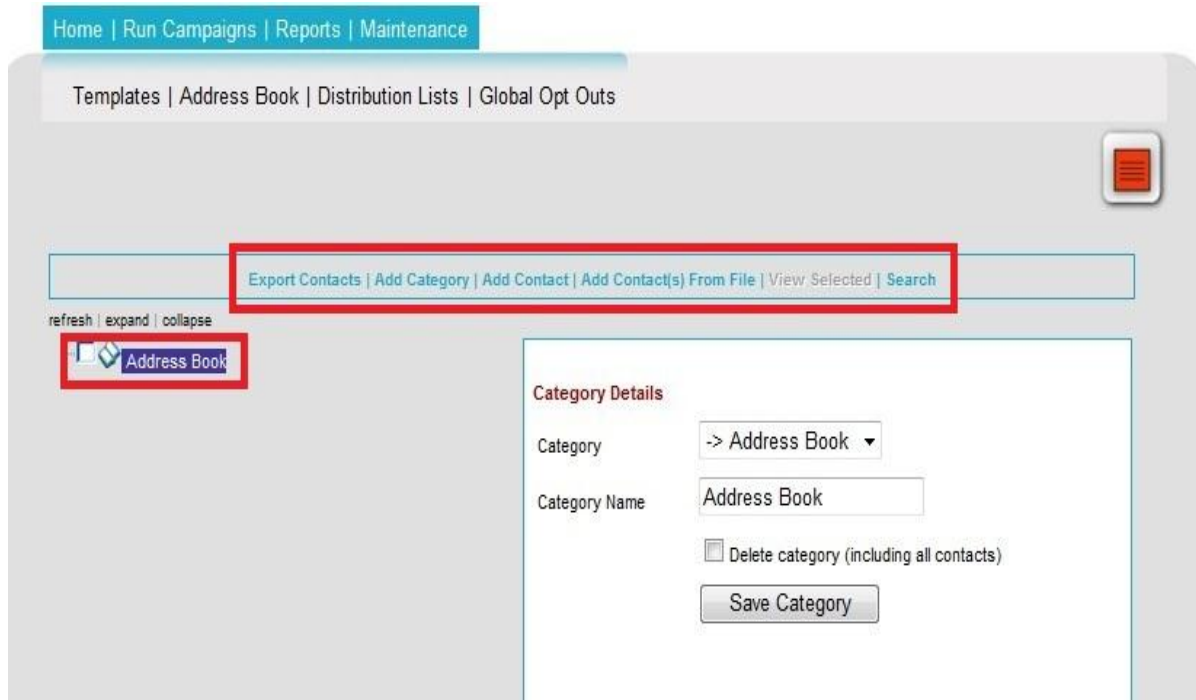 Home | Run Campaigns | Reports | Maintenance
Templates | Address Book | Distribution Lists | Global Opt Outs
Export Contacts | Add Category | Add Contact | Add Contact(s) From File | View Selected | Search
refresh | expand | collapse
Address Book
Category Details
Category
-> Address Book
Category Name
Address Book
Delete category (including all contacts)
Save Category